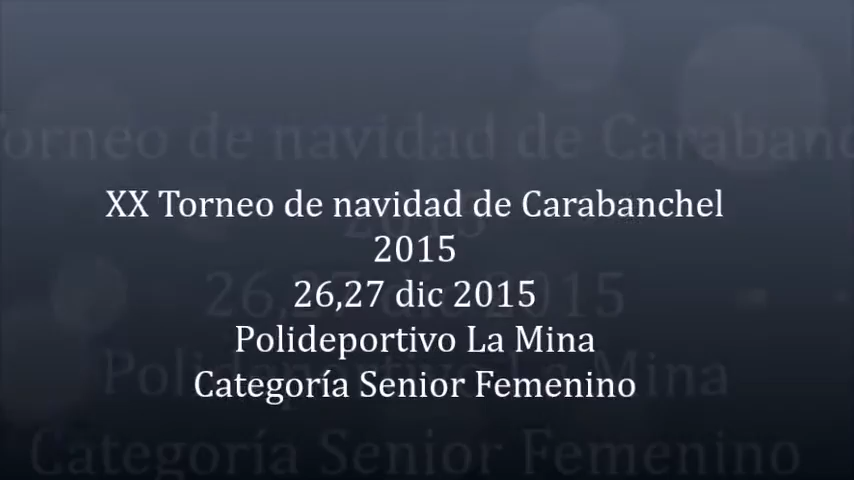 XX Torneo de navidad de Carabanchel
2015
26,27 dic 2015
Polideportivo La Mina
Categoría Senior Femenino